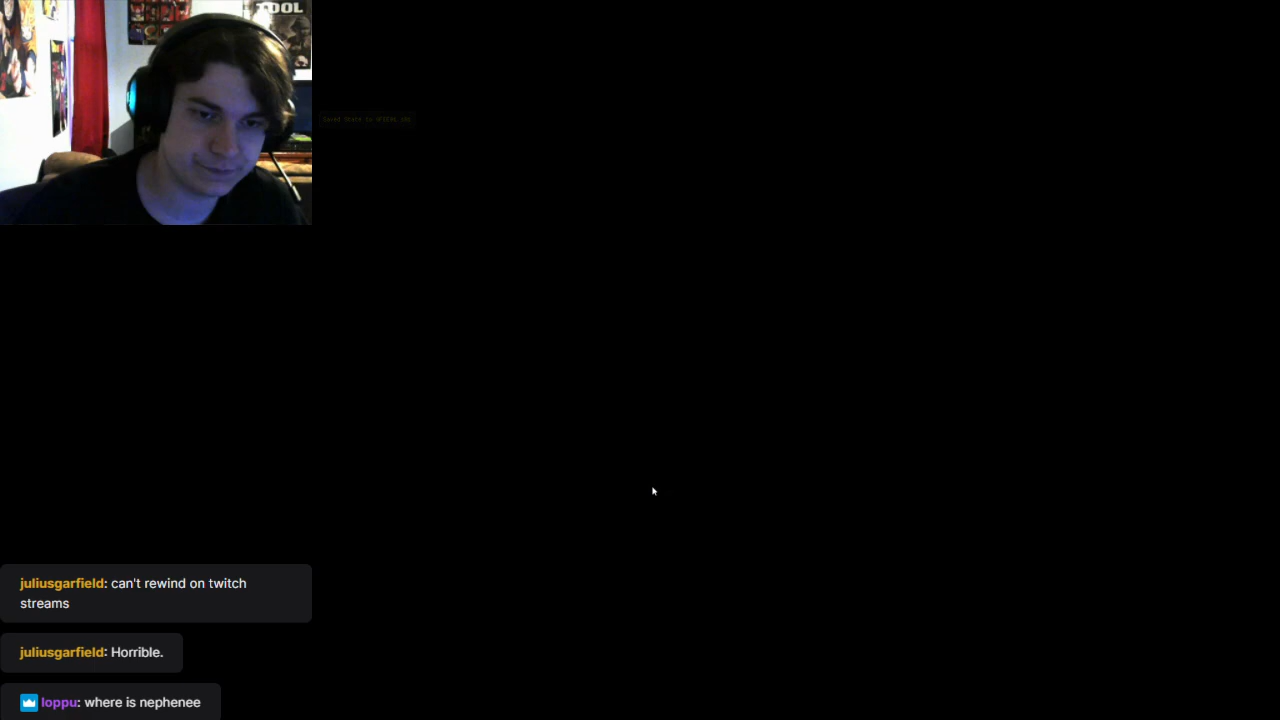 TOOL
juliusgarfield: can't rewind on twitch
streams
juliusgarfield: Horrible.
loppu: where is nephenee